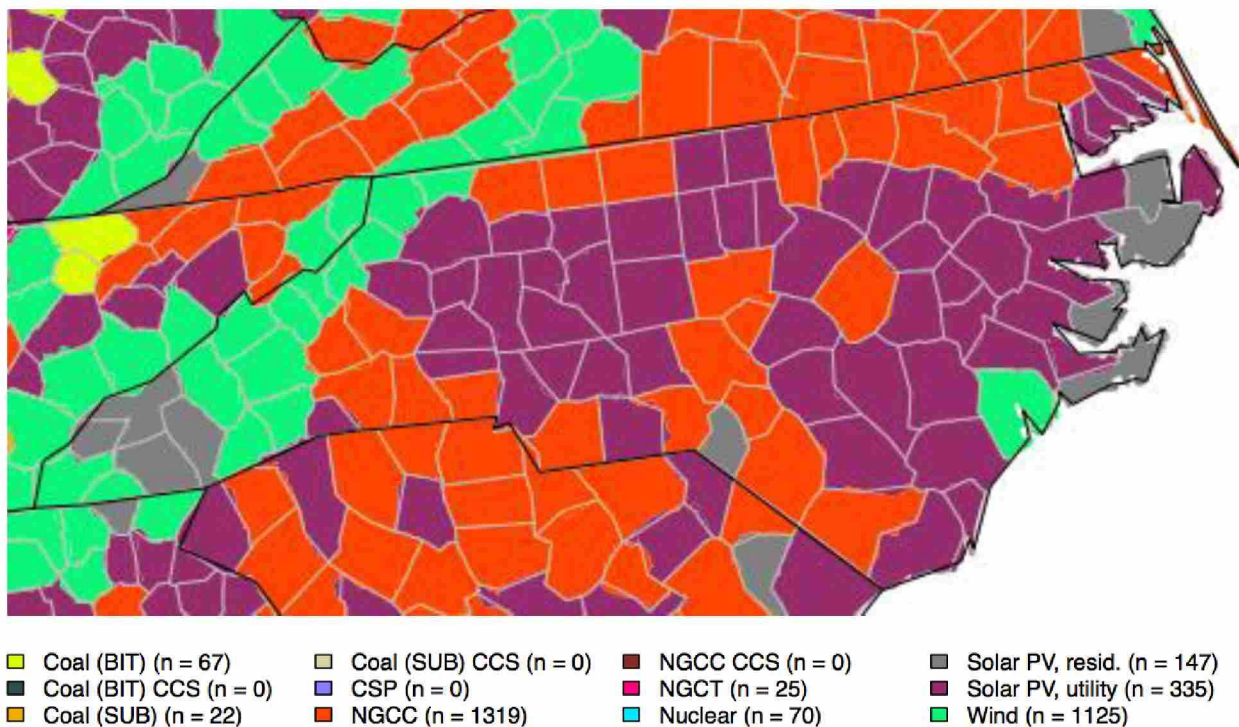 Coal (BIT) (n = 67) Coal (SUB) CCS (n = 0) NGCC CCS (n = 0) Solar PV, resid. (n = 147)
Coal (BIT) CCS (n = 0) CSP (n = 0) NGCT (n = 25) Solar PV, utility (n = 335)
Coal (SUB) (n = 22) NGCC (n = 1319) Nuclear (n = 70) Wind (n = 1125)